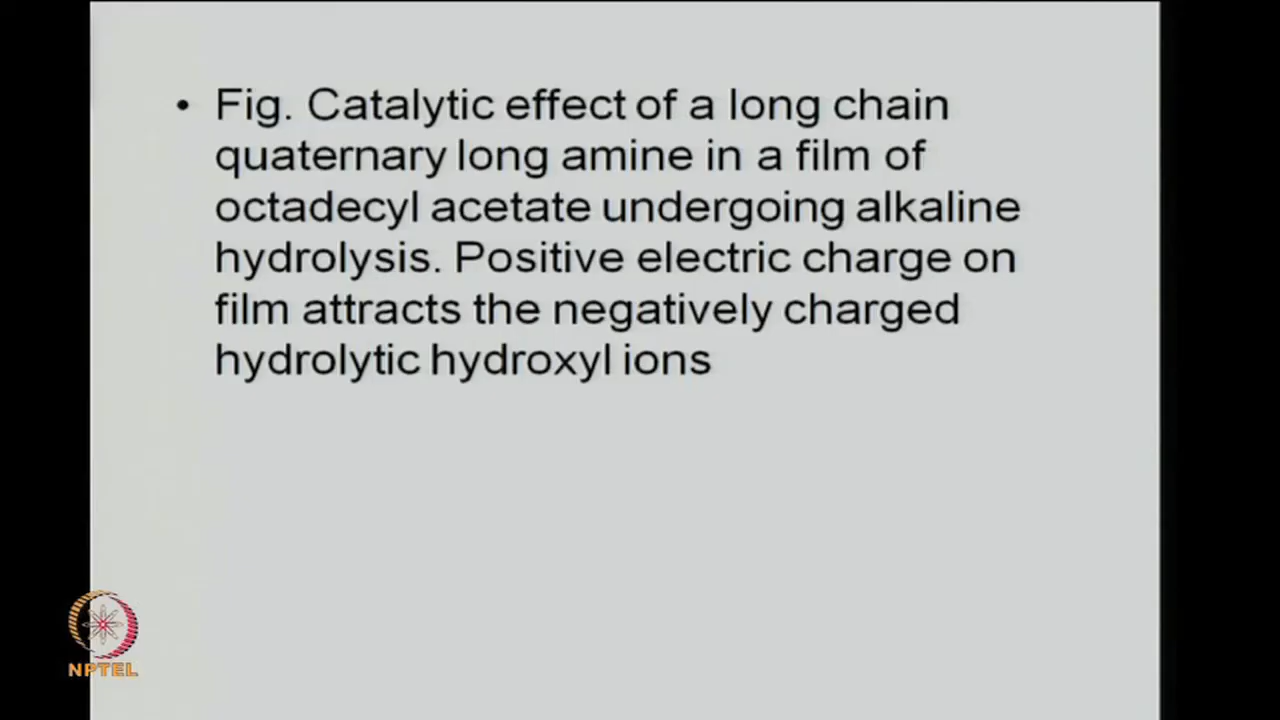 • Fig. Catalytic effect of a long chain
quaternary long amine in a film of
octadecyl acetate undergoing alkaline
hydrolysis. Positive electric charge on
film attracts the negatively charged
hydrolytic hydroxyl ions
NPTEL